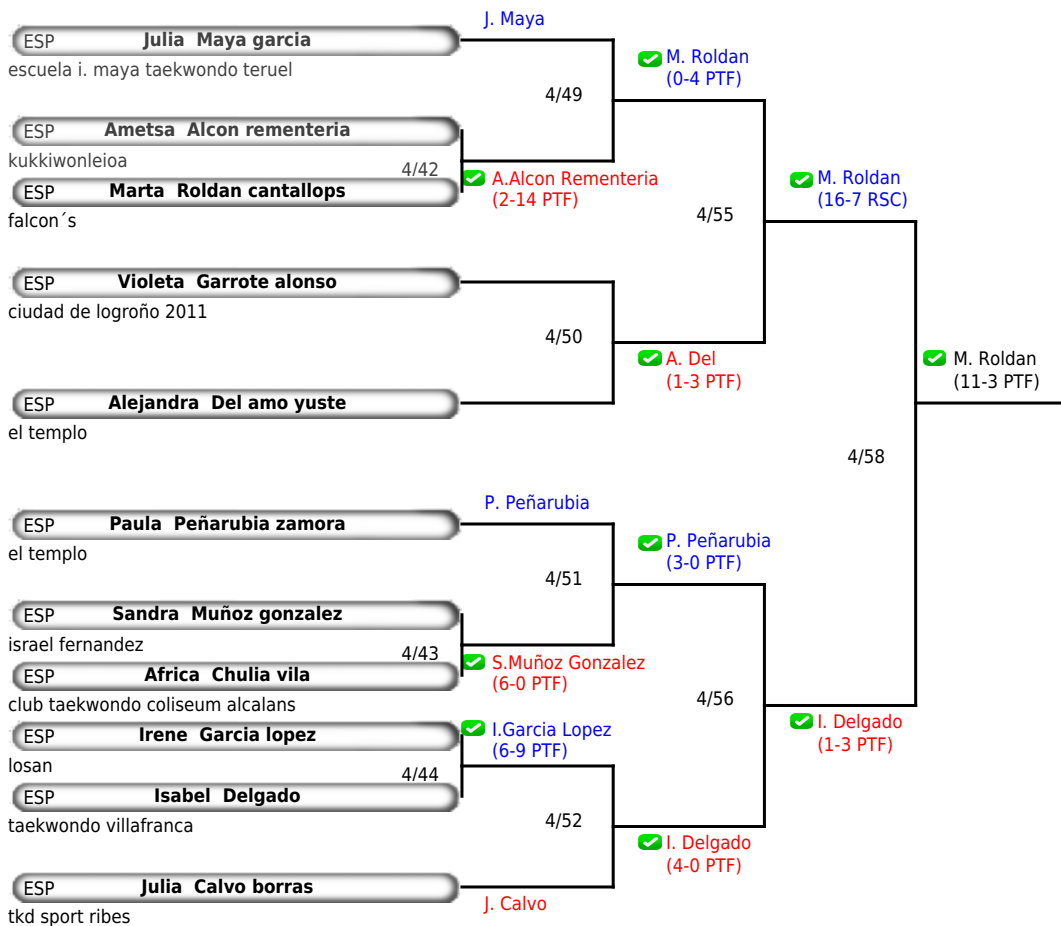 J. Maya
ESP Julia Maya garcia
escuela i. maya taekwondo teruel
M. Roldan
(0-4 PTF)
4/49
ESP Ametsa Alcon rementeria
kukkiwonleioa
4/42
A.Alcon Rementeria
(2-14 PTF)
ESP Marta Roldan cantallops
falcon´s
M. Roldan
(16-7 RSC)
4/55
ESP Violeta Garrote alonso
ciudad de logroño 2011
4/50
A. Del
(1-3 PTF)
M. Roldan
(11-3 PTF)
ESP Alejandra Del amo yuste
el templo
4/58
P. Peñarubia
ESP Paula Peñarubia zamora
el templo
P. Peñarubia
(3-0 PTF)
4/51
ESP Sandra Muñoz gonzalez
israel fernandez
4/43
S.Muñoz Gonzalez
(6-0 PTF)
ESP Africa Chulia vila
club taekwondo coliseum alcalans
4/56
I. Delgado
(1-3 PTF)
ESP Irene Garcia lopez
losan
I.Garcia Lopez
(6-9 PTF)
4/44
ESP Isabel Delgado
taekwondo villafranca
4/52
I. Delgado
(4-0 PTF)
ESP Julia Calvo borras
tkd sport ribes
J. Calvo